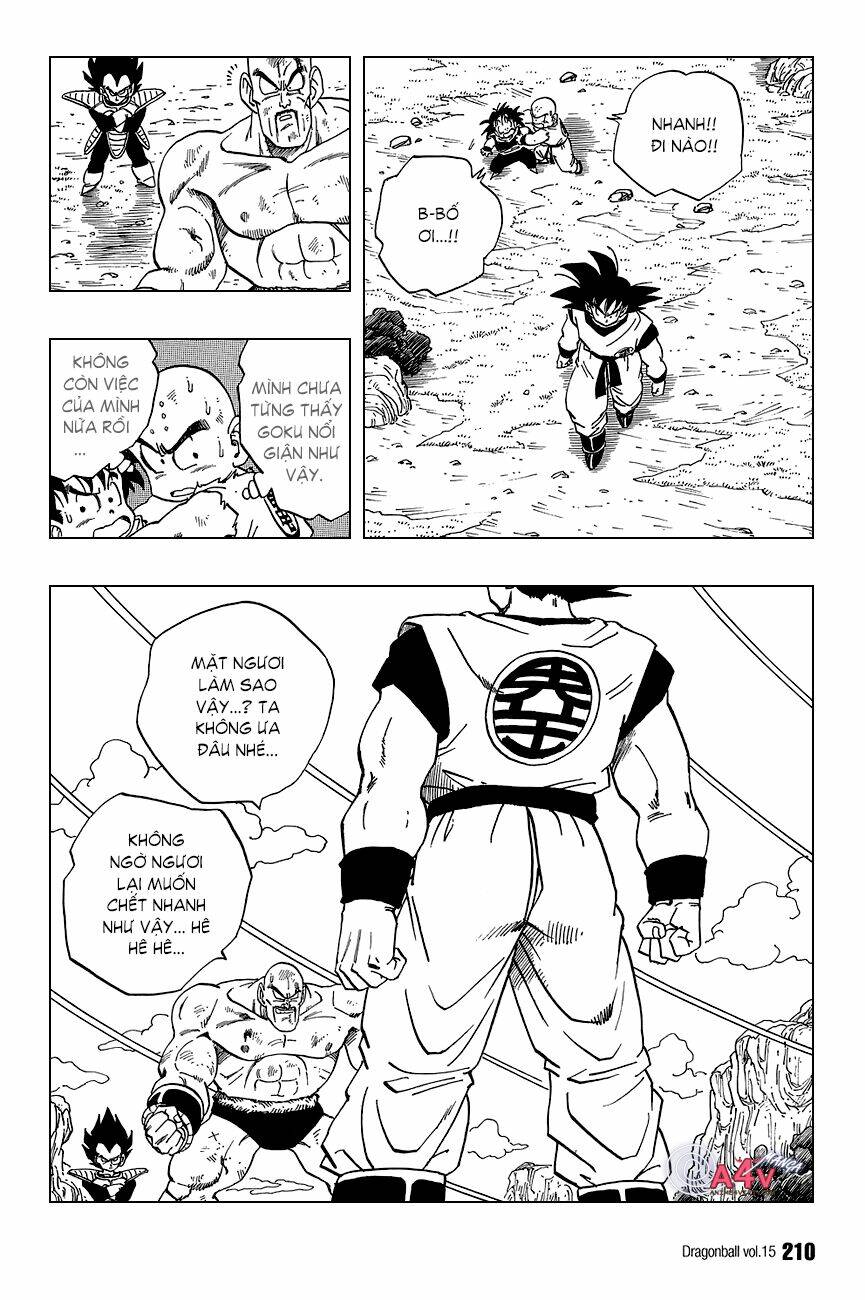 NHANH!!
ĐI NÀO!!
B-BỐ
ƠI...!!
KHÔNG
CÒN VIỆC
CỦA MÌNH
NỮA RỒI
...
MÌNH CHƯA
TỪNG THẤY
GOKU NỔI
GIẬN NHƯ
VẬY.
MẶT NGƯƠI
LÀM SAO
VẬY...? TA
KHÔNG ƯA
ĐÂU NHÉ...
KHÔNG
NGỜ NGƯƠI
LẠI MUỐN
CHẾT NHANH
NHƯ VẬY... HÊ
HÊ HÊ...
A4V
Dragonball vol.15 210